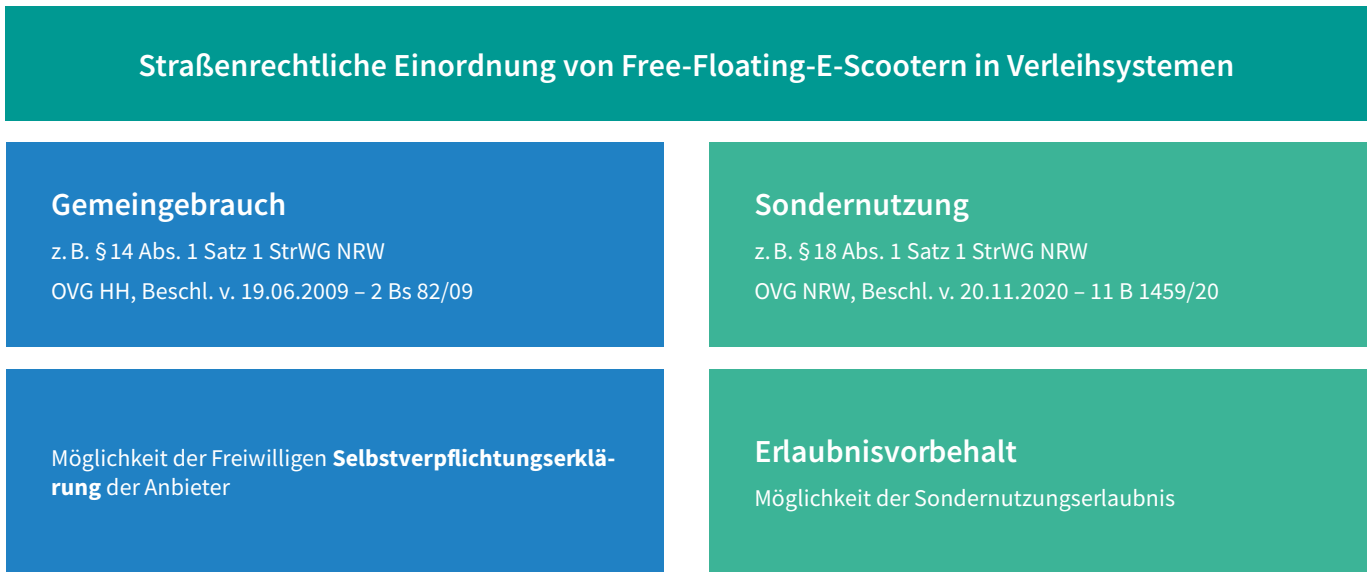 Straßenrechtliche Einordnung von Free-Floating-E-Scootern in Verleihsystemen
Gemeingebrauch
z. B. § 14 Abs. 1 Satz 1 StrWG NRW
OVG HH, Beschl. v. 19.06.2009 – 2 Bs 82/09
Sondernutzung
z. B. § 18 Abs. 1 Satz 1 StrWG NRW
OVG NRW, Beschl. v. 20.11.2020 – 11 B 1459/20
Möglichkeit der Freiwilligen Selbstverpflichtungserklä-
rung der Anbieter
Erlaubnisvorbehalt
Möglichkeit der Sondernutzungserlaubnis